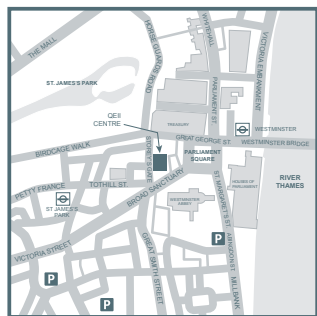 THE MALL
HORSE GUARDS ROAD
WHITEHALL
VICTORIA EMBANKMENT
ST. JAMES'S PARK
PARLIAMENT ST.
QEII
CENTRE
TREASURY
WESTMINSTER
GREAT GEORGE ST.
WESTMINSTER BRIDGE
BIRDCAGE WALK
STOREY'S GATE
PARLIAMENT
SQUARE
PETTY FRANCE
TOTHILL ST.
BROAD SANCTUARY
ST. MARGARET'S ST.
HOUSES OF
PARLIAMENT
RIVER
THAMES
ST JAMES'S
PARK
WESTMINSTER
ABBEY
VICTORIA STREET
GREAT SMITH STREET
P
ABINGDON ST.
MILLBANK
P
P